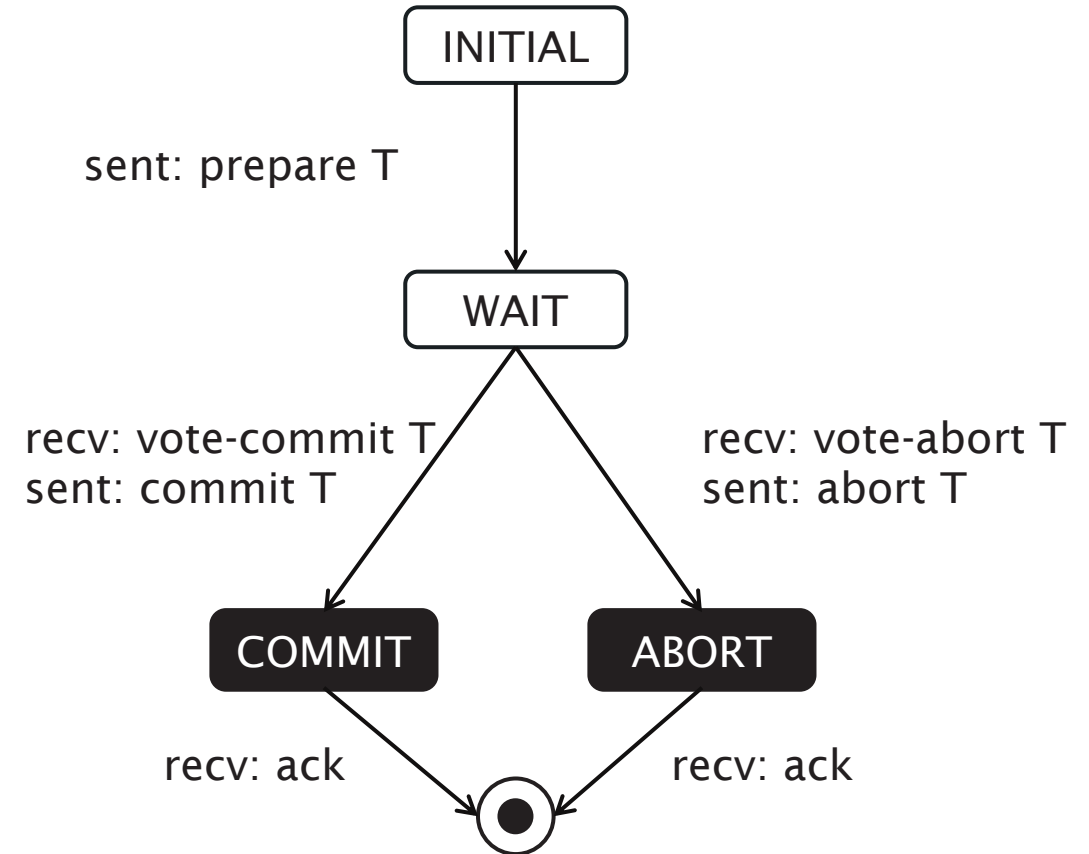 INITIAL
sent: prepare T
WAIT
recv: vote-commit T
sent: commit T
recv: vote-abort T
sent: abort T
COMMIT
ABORT
recv: ack
recv: ack